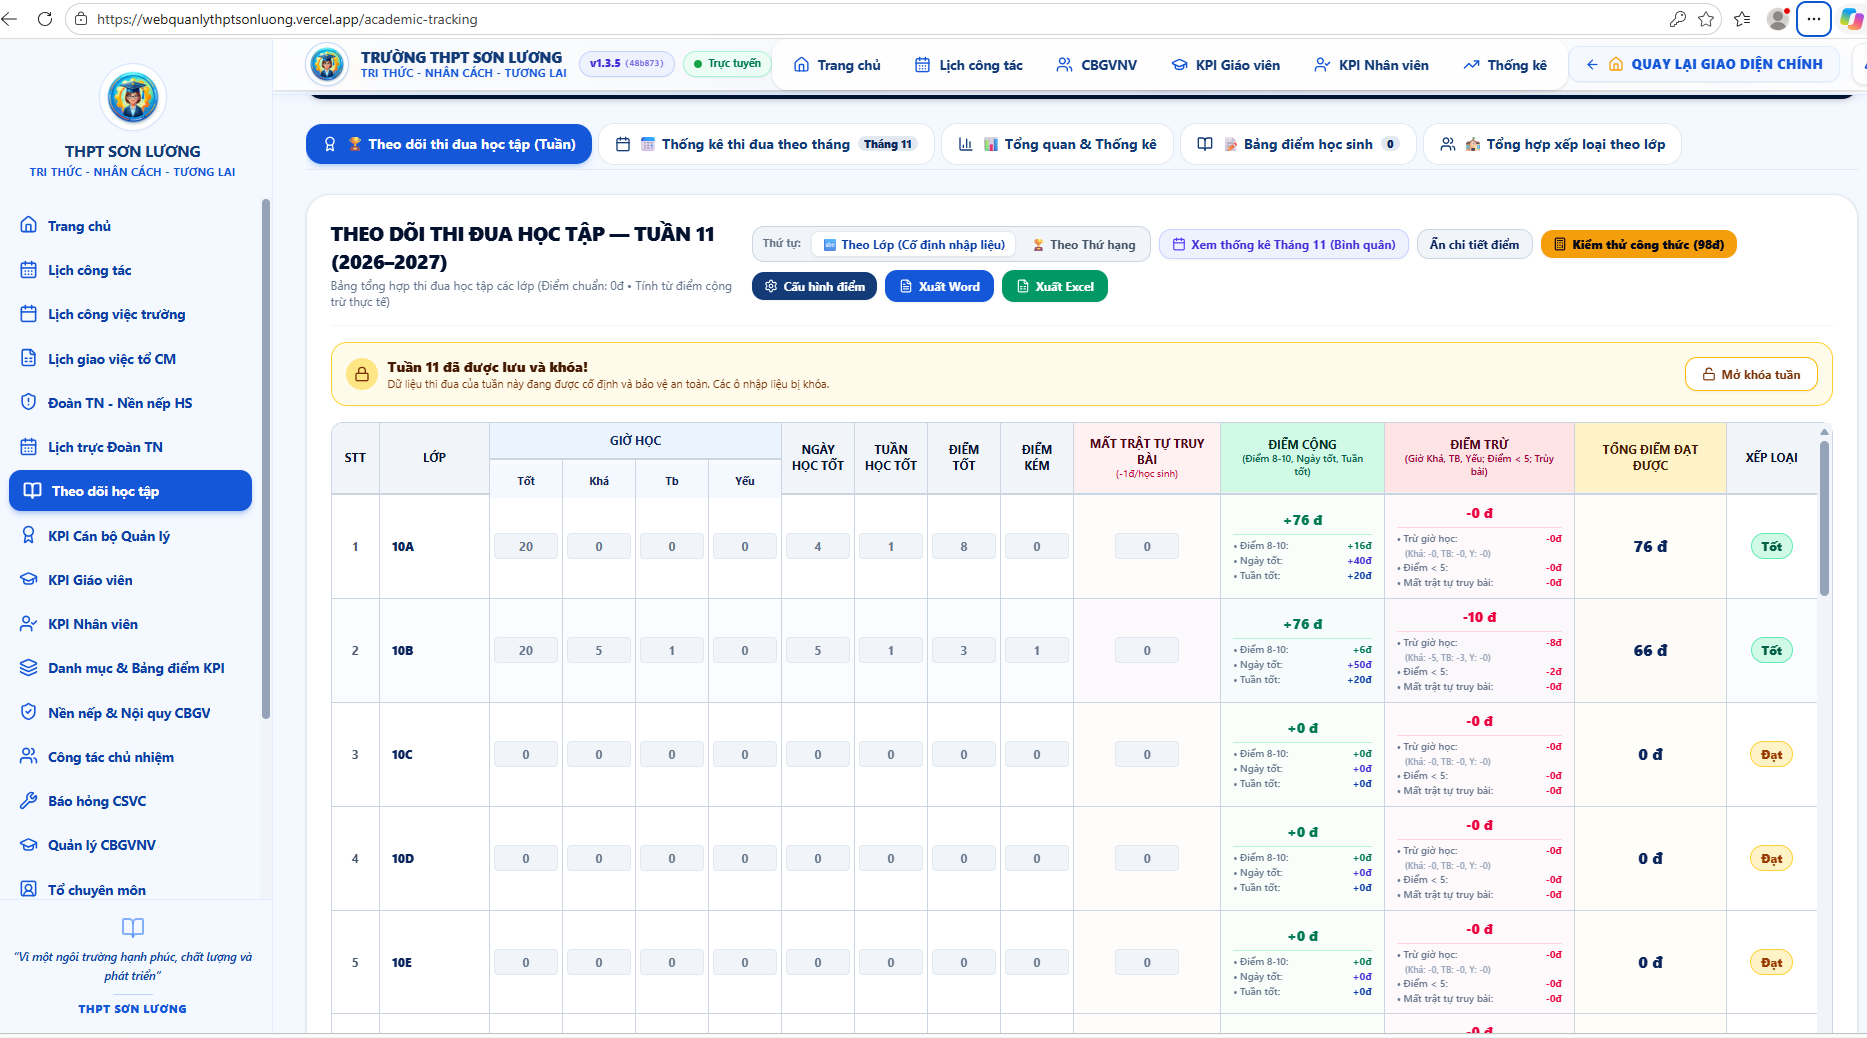 https://webquanlythptsonluong.vercel.app/academic-tracking
THPT SƠN LƯƠNG
TRI THỨC - NHÂN CÁCH - TƯƠNG LAI
Trang chủ
Lịch công tác
Lịch công việc trường
Lịch giao việc tổ CM
Đoàn TN - Nền nếp HS
Lịch trực Đoàn TN
Theo dõi học tập
KPI Cán bộ Quản lý
KPI Giáo viên
KPI Nhân viên
Danh mục & Bảng điểm KPI
Nền nếp & Nội quy CBGV
Công tác chủ nhiệm
Báo hỏng CSVC
Quản lý CBGVNV
Tổ chuyên môn
“Vì một ngôi trường hạnh phúc, chất lượng và
phát triển”
THPT SƠN LƯƠNG
TRƯỜNG THPT SƠN LƯƠNG
TRI THỨC - NHÂN CÁCH - TƯƠNG LAI
v1.3.5 (48b873)
Trực tuyến
Trang chủ
Lịch công tác
CBGVNV
KPI Giáo viên
KPI Nhân viên
Thống kê
QUAY LẠI GIAO DIỆN CHÍNH
Theo dõi thi đua học tập (Tuần)
Thống kê thi đua theo tháng Tháng 11
Tổng quan & Thống kê
Bảng điểm học sinh 0
Tổng hợp xếp loại theo lớp
THEO DÕI THI ĐUA HỌC TẬP — TUẦN 11
(2026–2027)
Bảng tổng hợp thi đua học tập các lớp (Điểm chuẩn: 0đ • Tính từ điểm cộng
trừ thực tế)
Thứ tự: Theo Lớp (Cố định nhập liệu) Theo Thứ hạng
Xem thống kê Tháng 11 (Bình quân)
Ẩn chi tiết điểm
Kiểm thử công thức (98đ)
Cấu hình điểm
Xuất Word
Xuất Excel
Tuần 11 đã được lưu và khóa!
Dữ liệu thi đua của tuần này đang được cố định và bảo vệ an toàn. Các ô nhập liệu bị khóa.
Mở khóa tuần
STT
LỚP
GIỜ HỌC
Tốt Khá Tb Yếu
NGÀY
HỌC TỐT
TUẦN
HỌC TỐT
ĐIỂM
TỐT
ĐIỂM
KÉM
MẤT TRẬT TỰ TRUY
BÀI
(-1đ/học sinh)
ĐIỂM CỘNG
(Điểm 8-10, Ngày tốt, Tuần
tốt)
ĐIỂM TRỪ
(Giờ Khá, TB, Yếu; Điểm < 5; Trùy
bài)
TỔNG ĐIỂM ĐẠT
ĐƯỢC
XẾP LOẠI
1 10A 20 0 0 0 4 1 8 0 0
+76 đ
• Điểm 8-10: +16đ
• Ngày tốt: +40đ
• Tuần tốt: +20đ
-0 đ
• Trừ giờ học: -0đ
(Khá: -0, TB: -0, Y: -0)
• Điểm < 5: -0đ
• Mất trật tự truy bài: -0đ
76 đ
Tốt
2 10B 20 5 1 0 5 1 3 1 0
+76 đ
• Điểm 8-10: +6đ
• Ngày tốt: +50đ
• Tuần tốt: +20đ
-10 đ
• Trừ giờ học: -8đ
(Khá: -5, TB: -3, Y: -0)
• Điểm < 5: -2đ
• Mất trật tự truy bài: -0đ
66 đ
Tốt
3 10C 0 0 0 0 0 0 0 0 0
+0 đ
• Điểm 8-10: +0đ
• Ngày tốt: +0đ
• Tuần tốt: +0đ
-0 đ
• Trừ giờ học: -0đ
(Khá: -0, TB: -0, Y: -0)
• Điểm < 5: -0đ
• Mất trật tự truy bài: -0đ
0 đ
Đạt
4 10D 0 0 0 0 0 0 0 0 0
+0 đ
• Điểm 8-10: +0đ
• Ngày tốt: +0đ
• Tuần tốt: +0đ
-0 đ
• Trừ giờ học: -0đ
(Khá: -0, TB: -0, Y: -0)
• Điểm < 5: -0đ
• Mất trật tự truy bài: -0đ
0 đ
Đạt
5 10E 0 0 0 0 0 0 0 0 0
+0 đ
• Điểm 8-10: +0đ
• Ngày tốt: +0đ
• Tuần tốt: +0đ
-0 đ
• Trừ giờ học: -0đ
(Khá: -0, TB: -0, Y: -0)
• Điểm < 5: -0đ
• Mất trật tự truy bài: -0đ
0 đ
Đạt
-0 đ